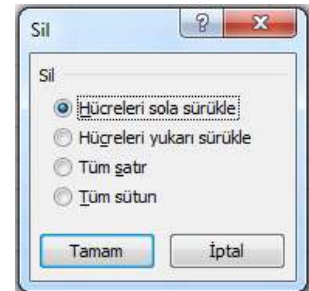 Sil
Sil
Hücreleri sola sürükle
Hücreleri yukarı sürükle
Tüm satır
Tüm sütun
Tamam
İptal